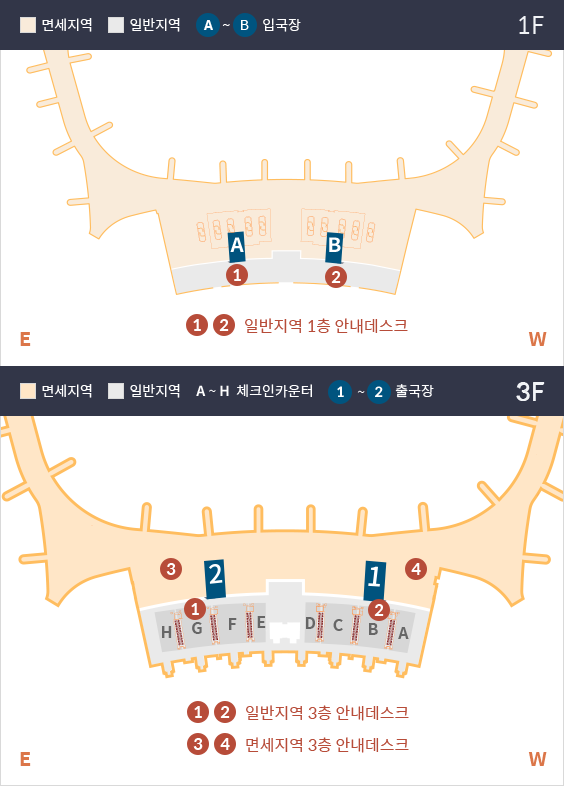 면세지역 일반지역 A ~ B 입국장 1F
A B
1 2
1 2 일반지역 1층 안내데스크
E W
면세지역 일반지역 A ~ H 체크인카운터 1 ~ 2 출국장 3F
3 2 1 4
1 2
H G F E D C B A
1 2 일반지역 3층 안내데스크
3 4 면세지역 3층 안내데스크
E W